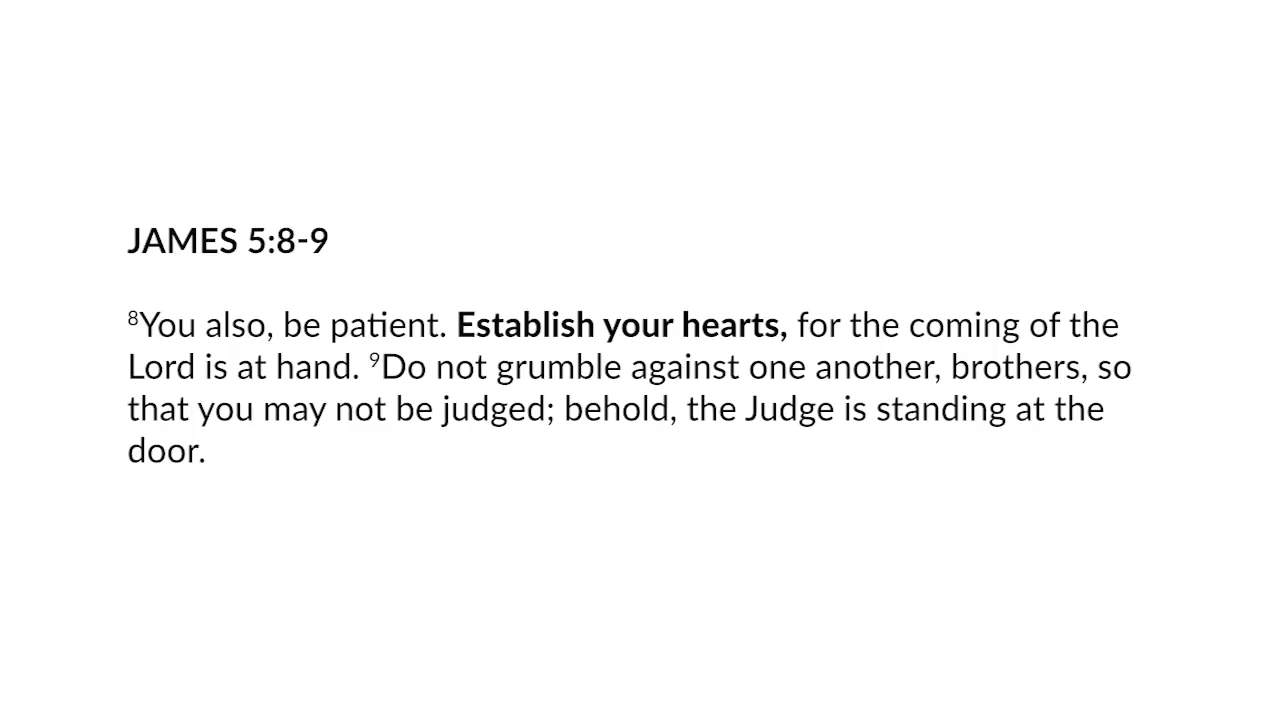 JAMES 5:8-9
⁸You also, be patient. Establish your hearts, for the coming of the
Lord is at hand. ⁹Do not grumble against one another, brothers, so
that you may not be judged; behold, the Judge is standing at the
door.